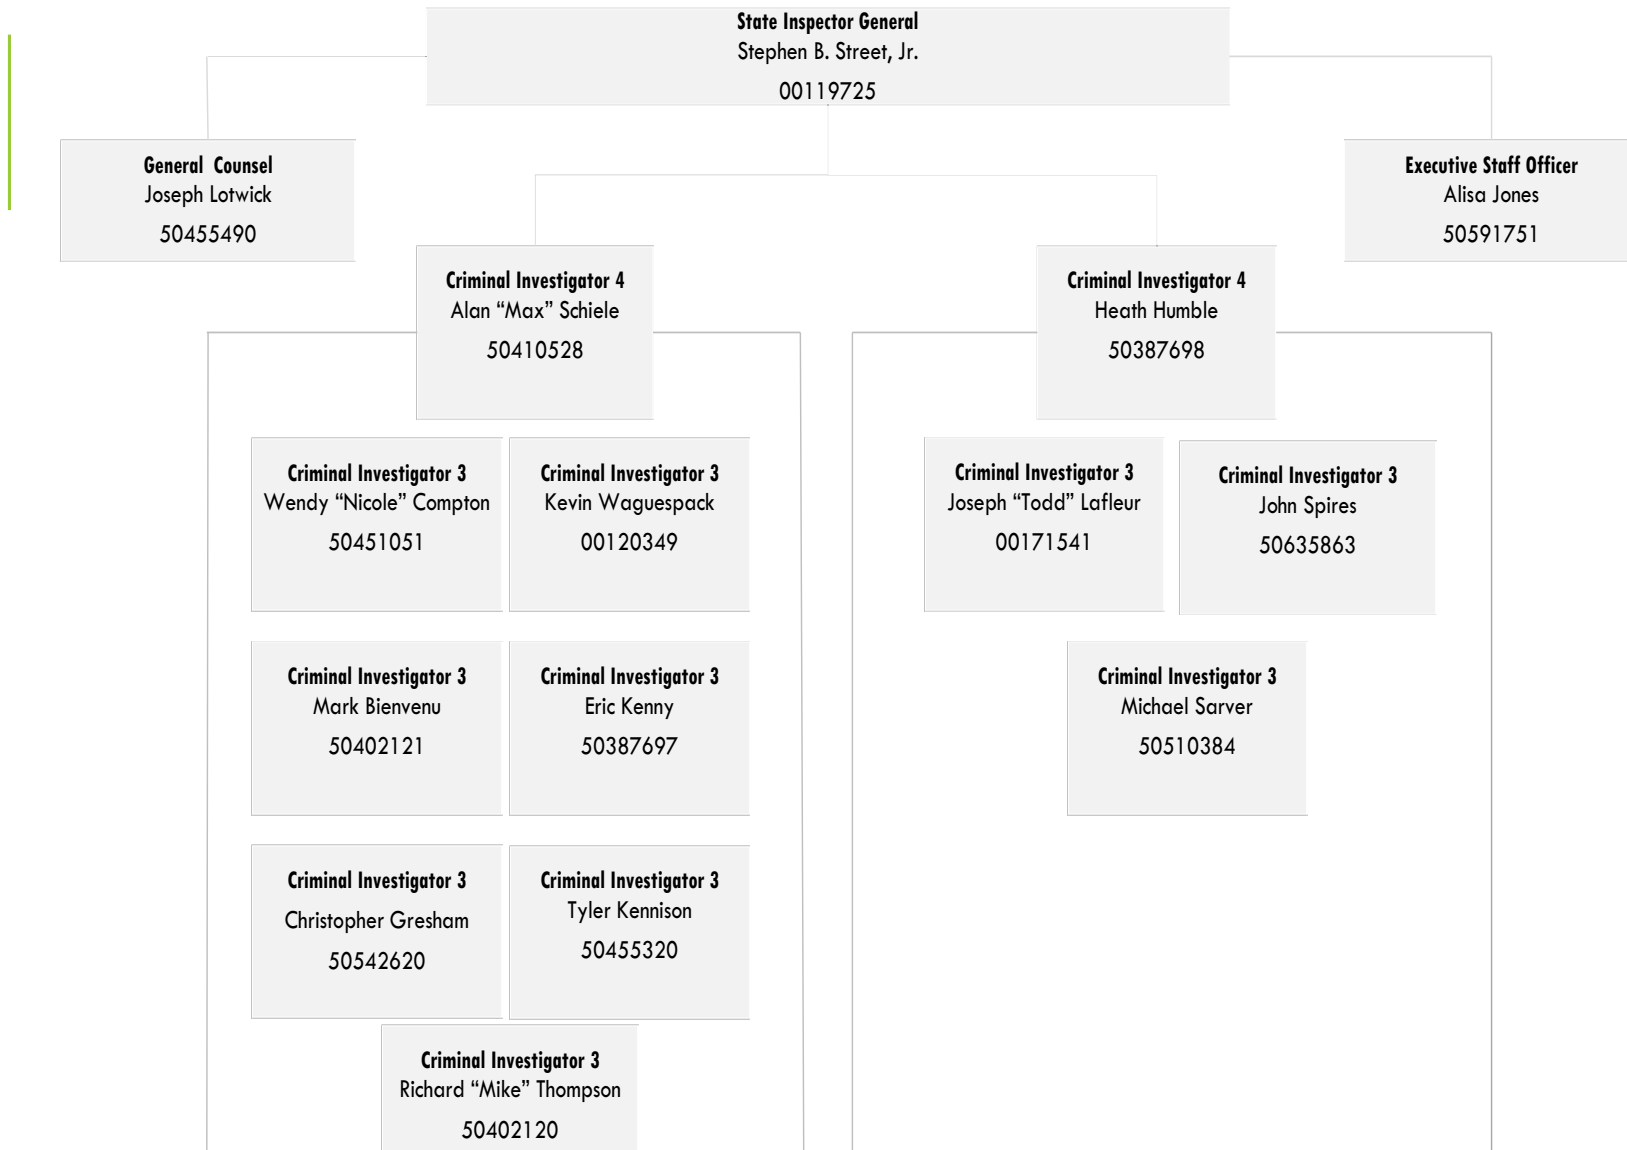 State Inspector General
Stephen B. Street, Jr.
00119725
General Counsel
Joseph Lotwick
50455490
Executive Staff Officer
Alisa Jones
50591751
Criminal Investigator 4
Alan “Max” Schiele
50410528
Criminal Investigator 4
Heath Humble
50387698
Criminal Investigator 3
Wendy “Nicole” Compton
50451051
Criminal Investigator 3
Kevin Waguespack
00120349
Criminal Investigator 3
Joseph “Todd” Lafleur
00171541
Criminal Investigator 3
John Spires
50635863
Criminal Investigator 3
Mark Bienvenu
50402121
Criminal Investigator 3
Eric Kenny
50387697
Criminal Investigator 3
Michael Sarver
50510384
Criminal Investigator 3
Christopher Gresham
50542620
Criminal Investigator 3
Tyler Kennison
50455320
Criminal Investigator 3
Richard “Mike” Thompson
50402120